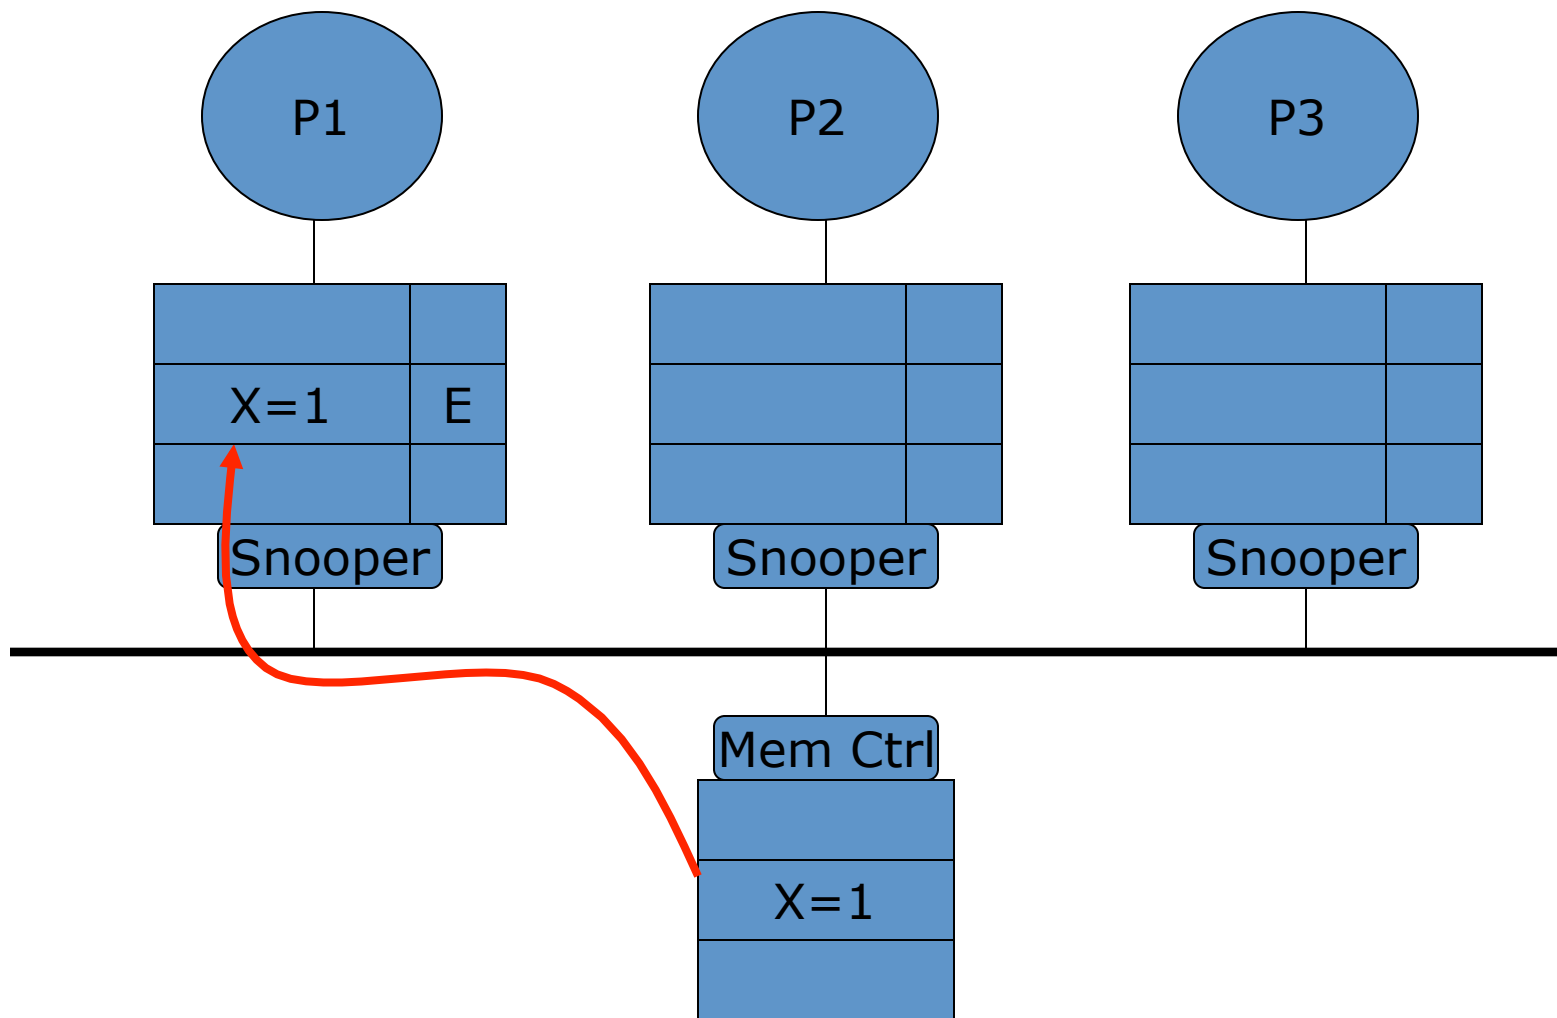 P1
P2
P3
X=1
E
Snooper
Snooper
Snooper
Mem Ctrl
X=1